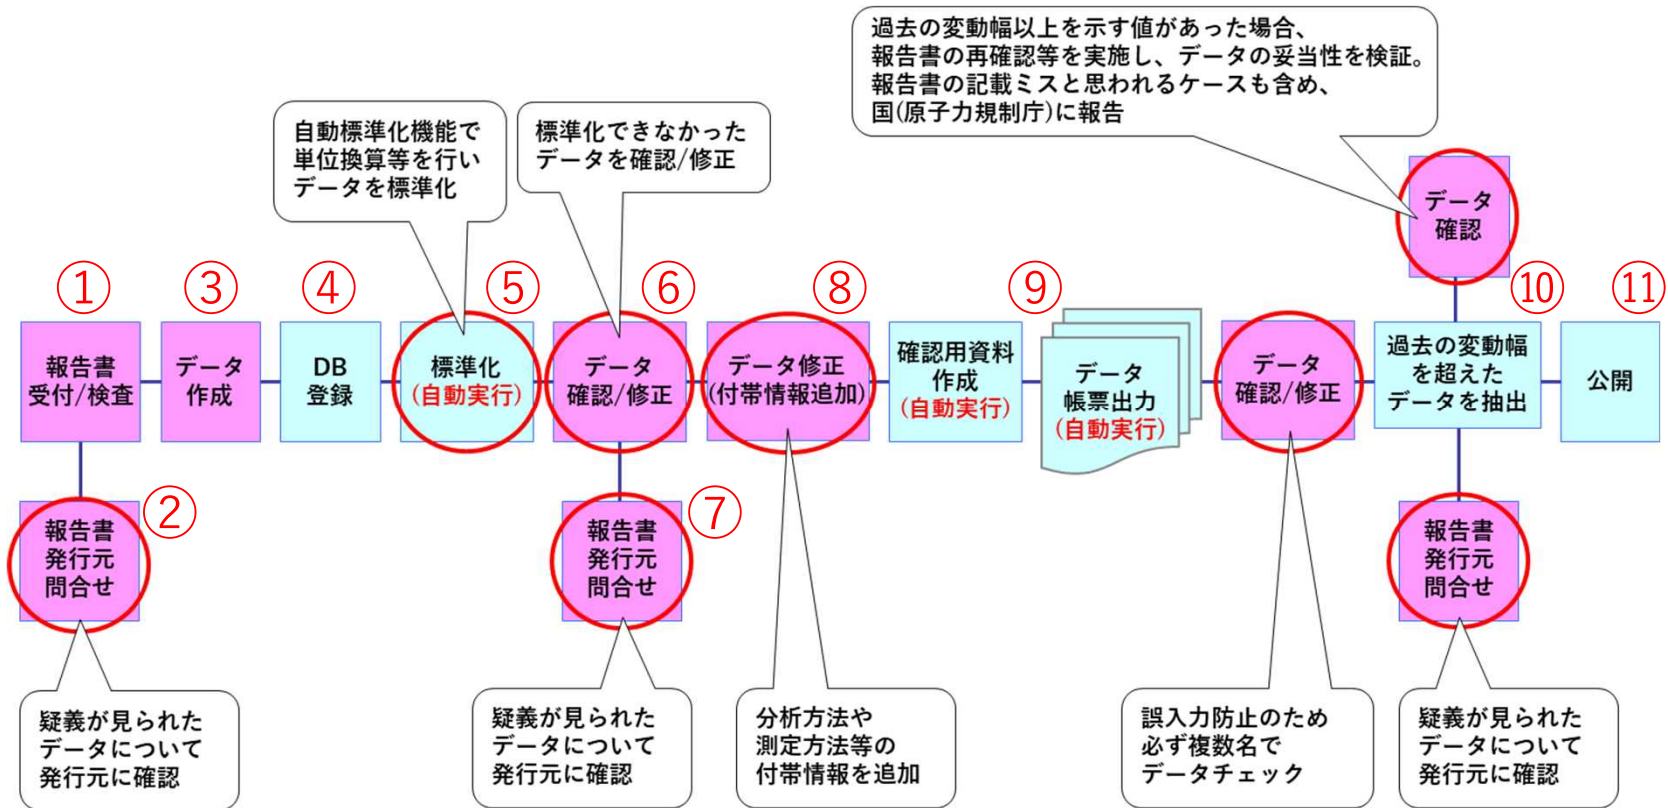 過去の変動幅以上を示す値があった場合、
報告書の再確認等を実施し、データの妥当性を検証。
報告書の記載ミスと思われるケースも含め、
国(原子力規制庁)に報告
自動標準化機能で
単位換算等を行い
データを標準化
標準化できなかった
データを確認/修正
データ
確認
①
③
④
⑤
⑥
⑧
⑨
⑩
⑪
報告書
受付/検査
データ
作成
DB
登録
標準化
(自動実行)
データ
確認/修正
データ修正
(付帯情報追加)
確認用資料
作成
(自動実行)
データ
帳票出力
(自動実行)
データ
確認/修正
過去の変動幅
を超えた
データを抽出
公開
②
報告書
発行元
問合せ
⑦
報告書
発行元
問合せ
報告書
発行元
問合せ
疑義が見られた
データについて
発行元に確認
疑義が見られた
データについて
発行元に確認
分析方法や
測定方法等の
付帯情報を追加
誤入力防止のため
必ず複数名で
データチェック
疑義が見られた
データについて
発行元に確認